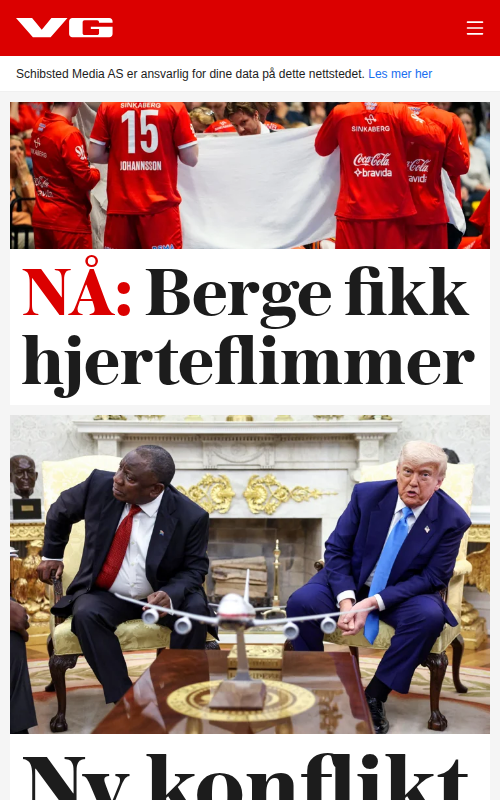 VG
Schibsted Media AS er ansvarlig for dine data på dette nettstedet. Les mer her
SINKABERG
15
JOHANNSSON
SINKABERG
Coca-Cola
bravida
SINKABERG
Coca-Cola
NÅ: Berge fikk
hjerteflimmer
Ny konflikt